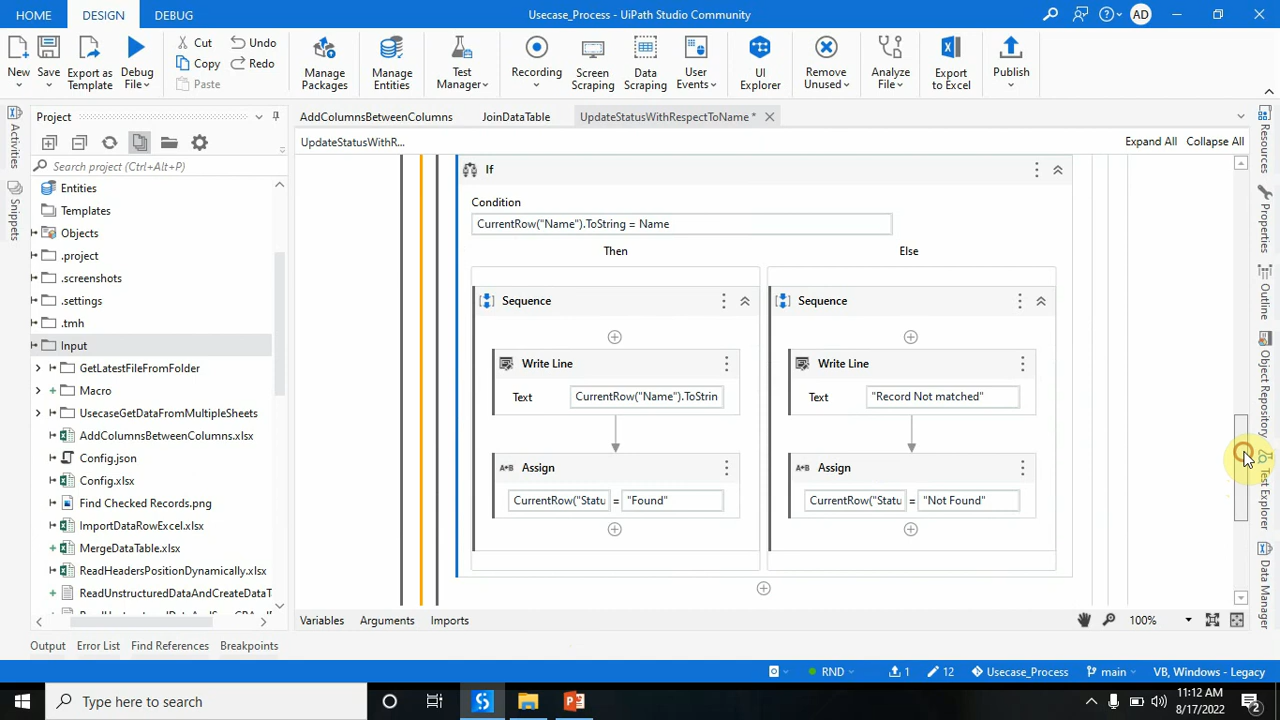 HOME DESIGN DEBUG Usecase_Process - UiPath Studio Community AD
New Save Export as Template Debug File Cut Copy Paste Undo Redo Manage Packages Manage Entities Test Manager Recording Screen Scraping Data Scraping User Events UI Explorer Remove Unused Analyze File Export to Excel Publish
Project
AddColumnsBetweenColumns JoinDataTable UpdateStatusWithRespectToName *
UpdateStatusWithR... Expand All Collapse All
Search project (Ctrl+Alt+P)
Entities
Templates
Objects
.project
.screenshots
.settings
.tmh
Input
GetLatestFileFromFolder
Macro
UsecaseGetDataFromMultipleSheets
AddColumnsBetweenColumns.xlsx
Config.json
Config.xlsx
Find Checked Records.png
ImportDataRowExcel.xlsx
MergeDataTable.xlsx
ReadHeadersPositionDynamically.xlsx
ReadUnstructuredDataAndCreateDataT
Activities
Snippets
If
Condition
CurrentRow("Name").ToString = Name
Then Else
Sequence Sequence
Write Line Write Line
Text CurrentRow("Name").ToStrin Text "Record Not matched"
Assign Assign
CurrentRow("Statu = "Found" CurrentRow("Statu = "Not Found"
Resources
Properties
Outline
Object Repository
Test Explorer
Data Manager
Variables Arguments Imports 100%
Output Error List Find References Breakpoints
RND 1 12 Usecase_Process main VB, Windows - Legacy
Type here to search
11:12 AM
8/17/2022
2